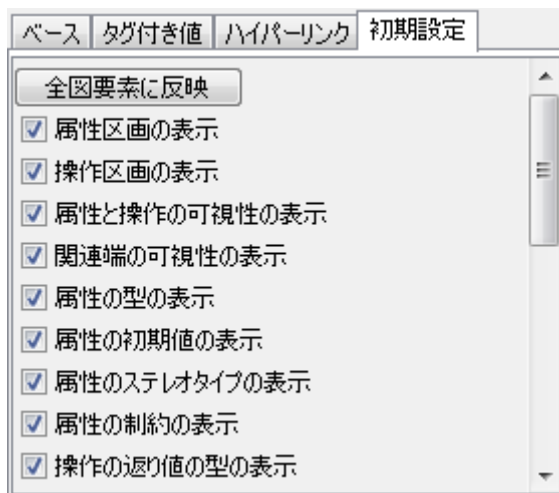 ベース タグ付き値 ハイパーリンク 初期設定
全図要素に反映
属性区画の表示
操作区画の表示
属性と操作の可視性の表示
関連端の可視性の表示
属性の型の表示
属性の初期値の表示
属性のステレオタイプの表示
属性の制約の表示
操作の返り値の型の表示